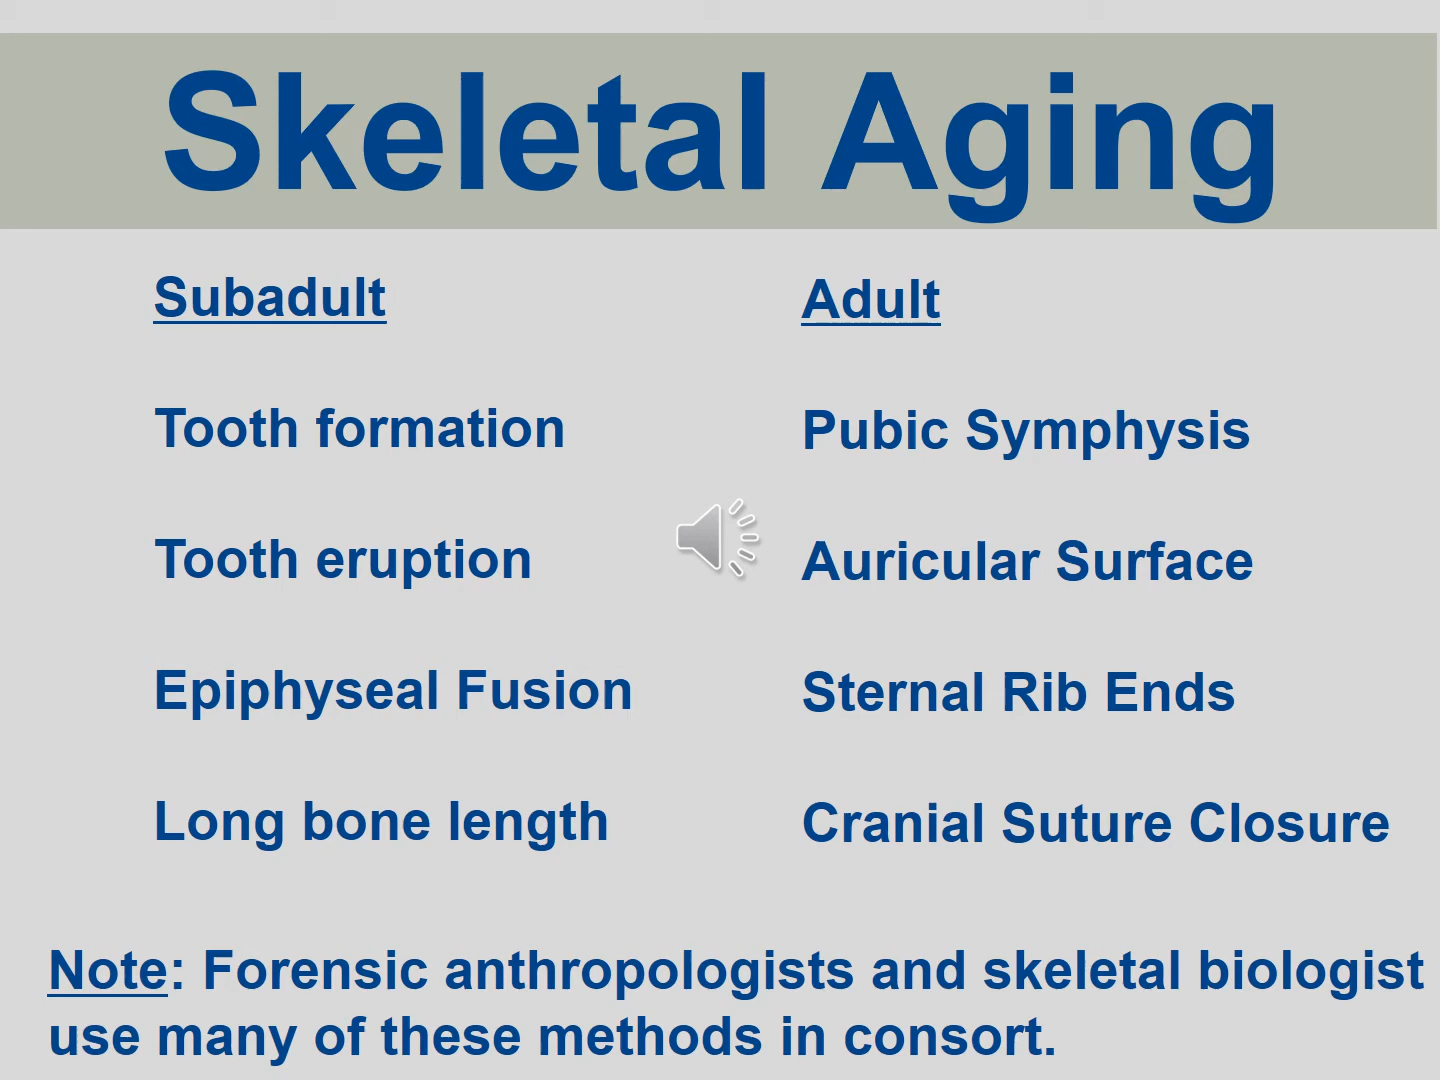 Skeletal Aging
Subadult
Tooth formation
Tooth eruption
Epiphyseal Fusion
Long bone length
Adult
Pubic Symphysis
Auricular Surface
Sternal Rib Ends
Cranial Suture Closure
Note: Forensic anthropologists and skeletal biologist
use many of these methods in consort.